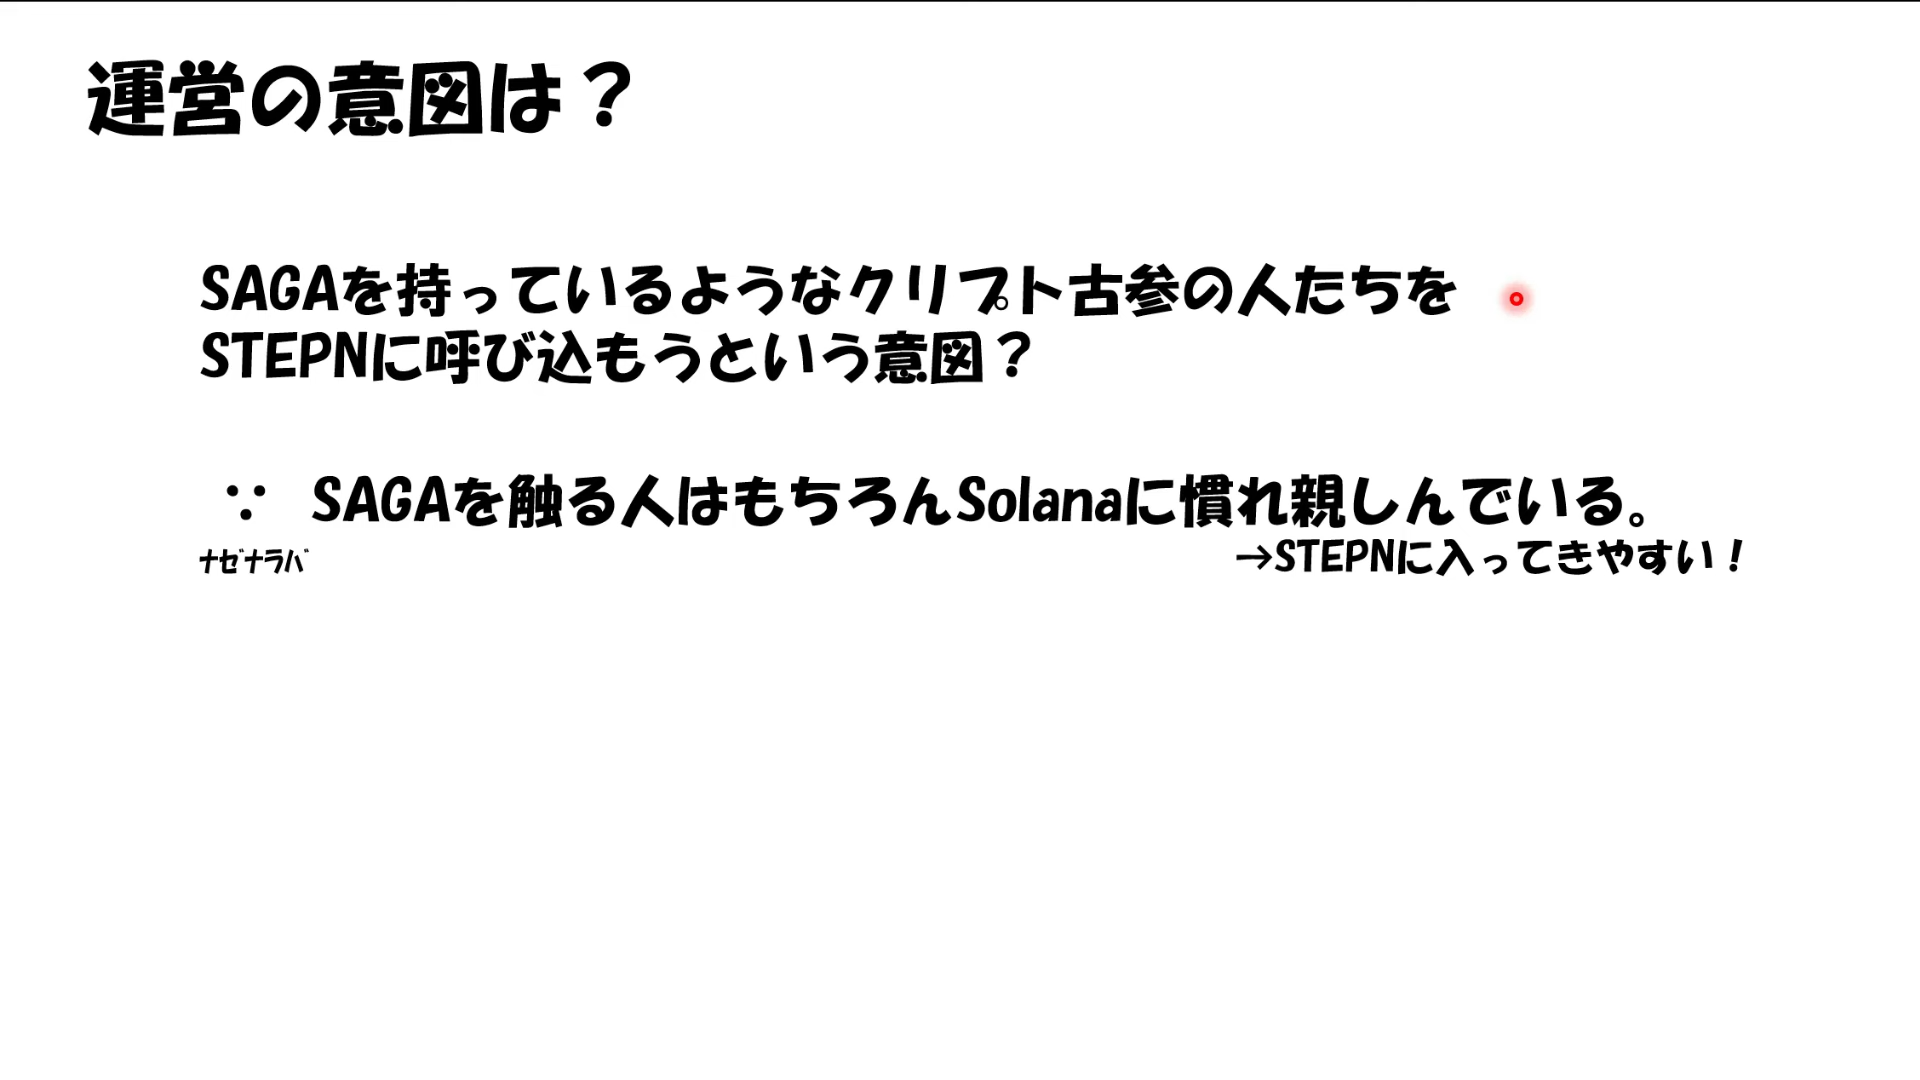 運営の意図は？
SAGAを持っているようなクリプト古参の人たちを
STEPNに呼び込もうという意図？
∵ SAGAを触る人はもちろんSolanaに慣れ親しんでいる。
ﾅｾﾞﾅﾗﾊﾞ
→STEPNに入ってきやすい！